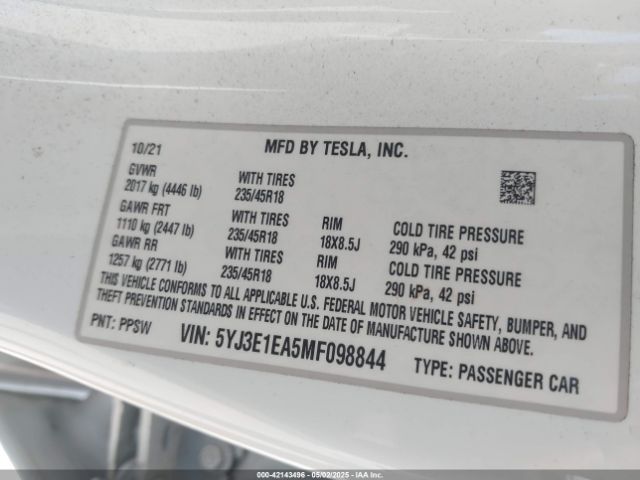 10/21 MFD BY TESLA, INC.
GVWR
2017 kg (4446 lb) WITH TIRES 235/45R18
GAWR FRT
1110 kg (2447 lb) WITH TIRES 235/45R18 RIM 18X8.5J COLD TIRE PRESSURE 290 kPa, 42 psi
GAWR RR
1257 kg (2771 lb) WITH TIRES 235/45R18 RIM 18X8.5J COLD TIRE PRESSURE 290 kPa, 42 psi
THIS VEHICLE CONFORMS TO ALL APPLICABLE U.S. FEDERAL MOTOR VEHICLE SAFETY, BUMPER, AND
THEFT PREVENTION STANDARDS IN EFFECT ON THE DATE OF MANUFACTURE SHOWN ABOVE.
PNT: PPSW VIN: 5YJ3E1EA5MF098844 TYPE: PASSENGER CAR
000-42143496 - 05/02/2025 - IAA Inc.